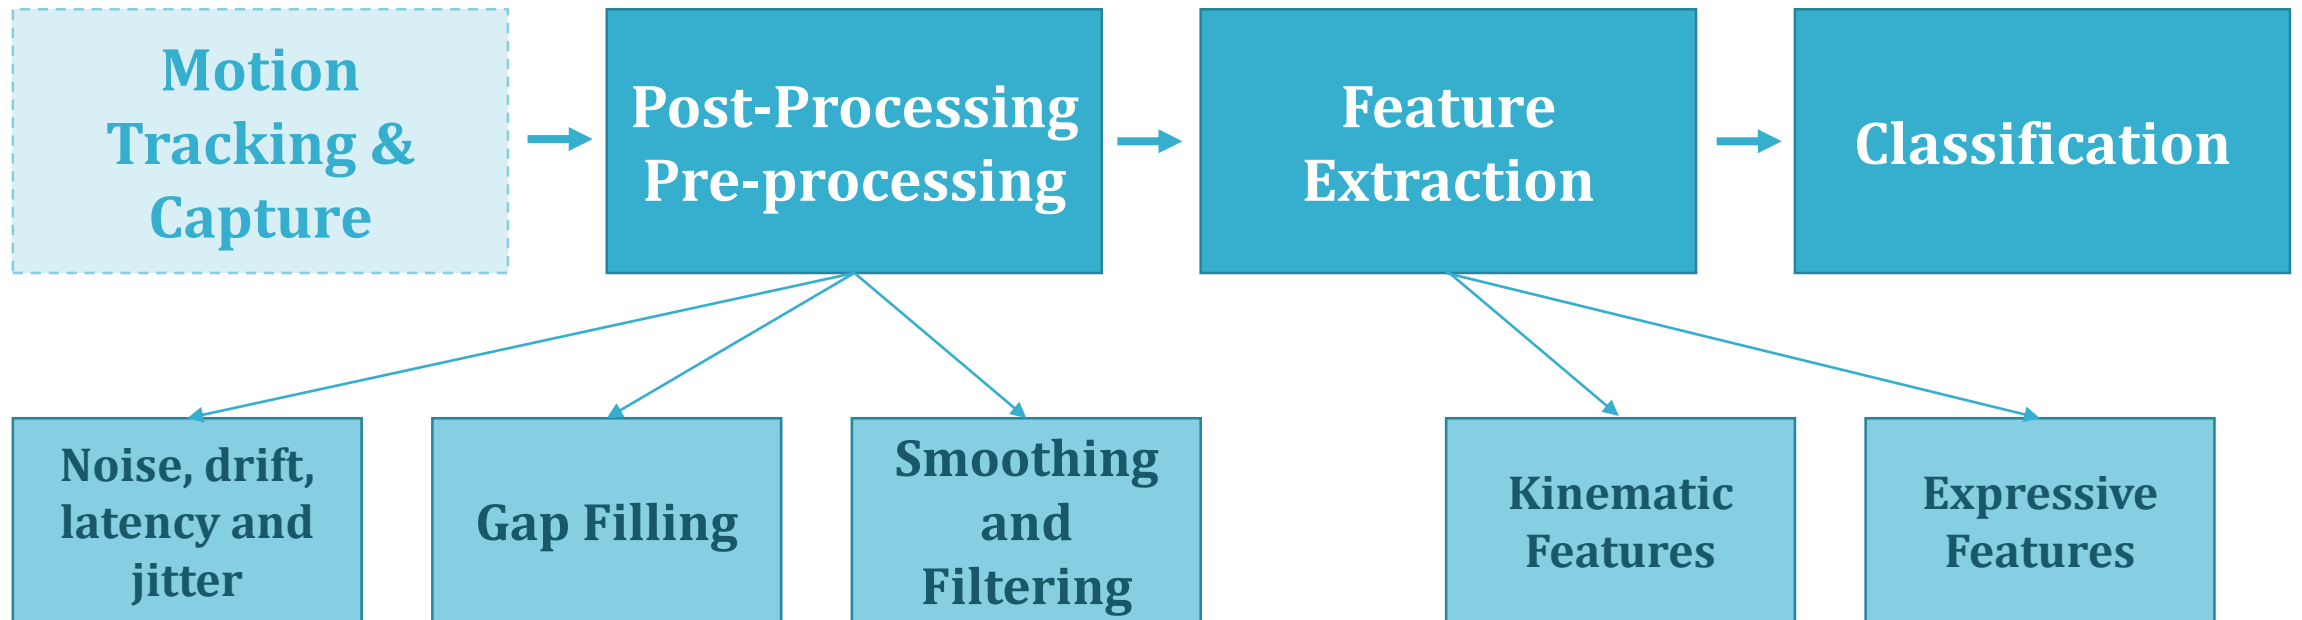 Motion
Tracking &
Capture
Post-Processing
Pre-processing
Feature
Extraction
Classification
Noise, drift,
latency and
jitter
Gap Filling
Smoothing
and
Filtering
Kinematic
Features
Expressive
Features